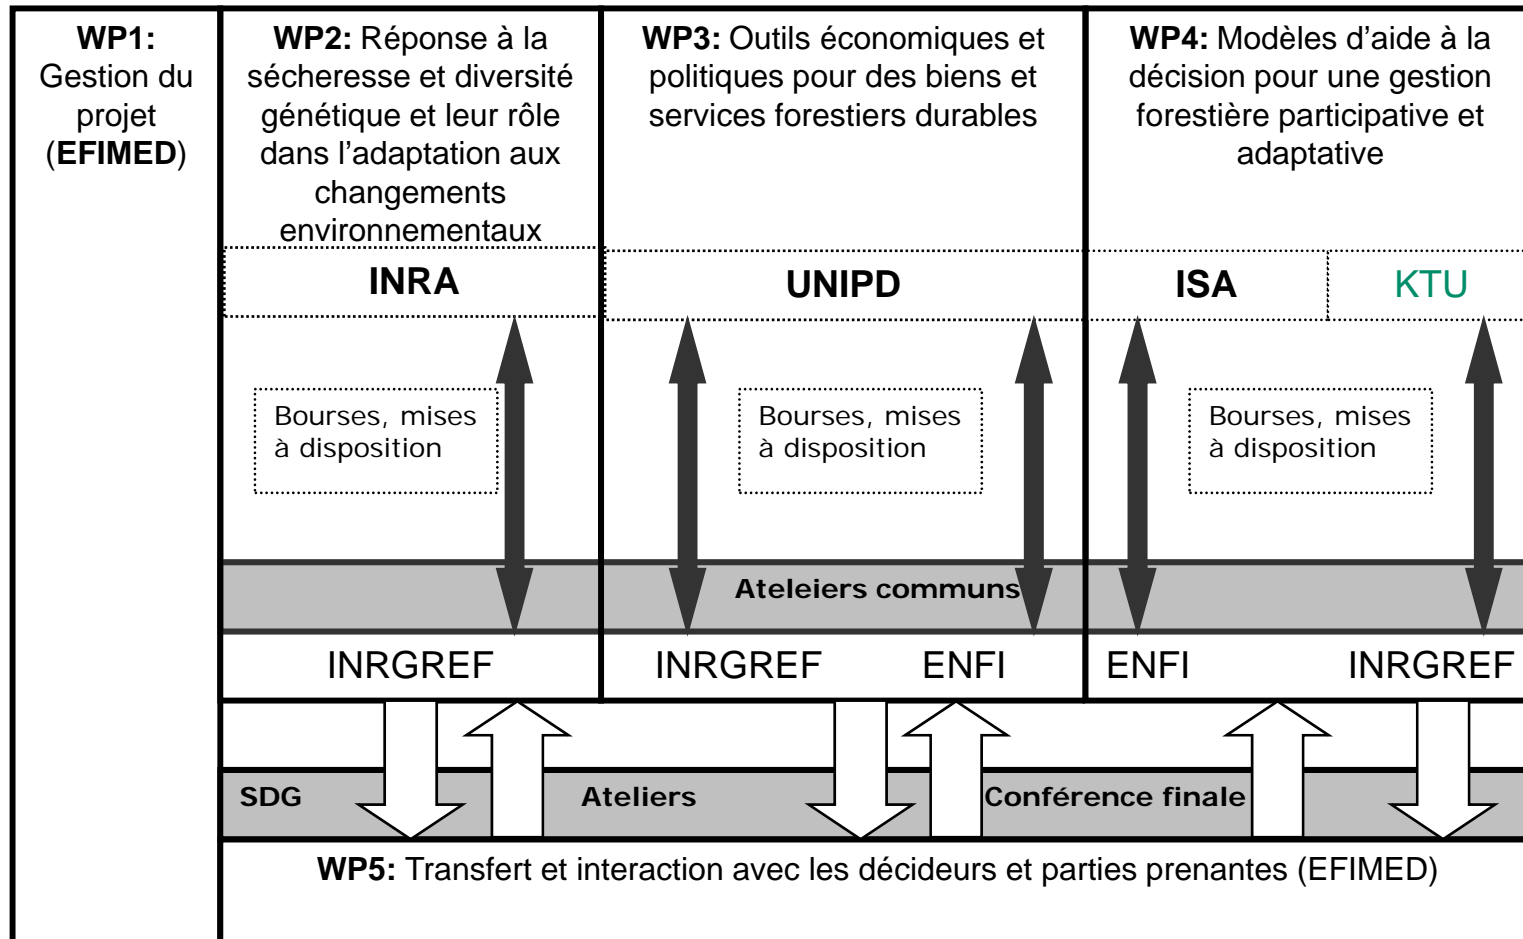 WP1:
Gestion du
projet
(EFIMED)
WP2: Réponse à la
sécheresse et diversité
génétique et leur rôle
dans l'adaptation aux
changements
environnementaux
WP3: Outils économiques et
politiques pour des biens et
services forestiers durables
WP4: Modèles d'aide à la
décision pour une gestion
forestière participative et
adaptative
INRA
UNIPD
ISA
KTU
Bourses, mises
à disposition
Bourses, mises
à disposition
Bourses, mises
à disposition
Ateleiers communs
INRGREF
INRGREF
ENFI
ENFI
INRGREF
SDG
Ateliers
Conférence finale
WP5: Transfert et interaction avec les décideurs et parties prenantes (EFIMED)